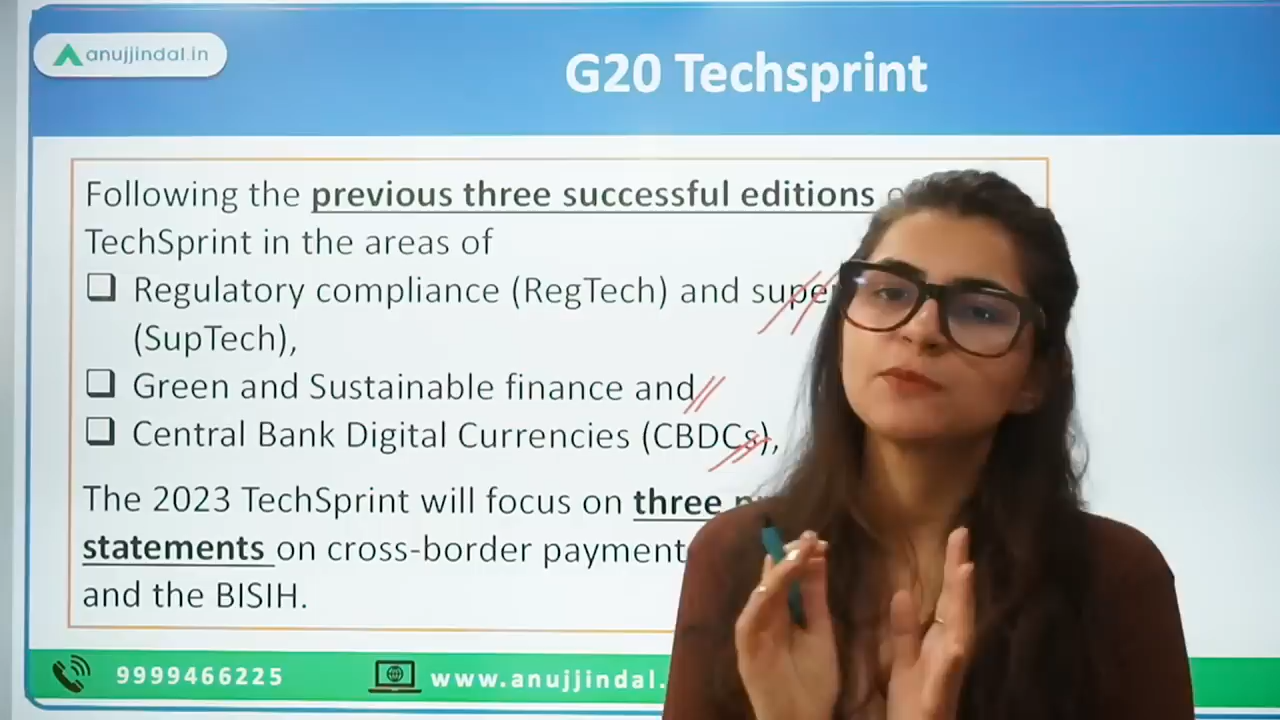 anujjindal.in
G20 Techsprint
Following the previous three successful editions
TechSprint in the areas of
Regulatory compliance (RegTech) and super
(SupTech),
Green and Sustainable finance and
Central Bank Digital Currencies (CBDCs),
The 2023 TechSprint will focus on three
statements on cross-border payment
and the BISIH.
9999466225
www.anujjindal.